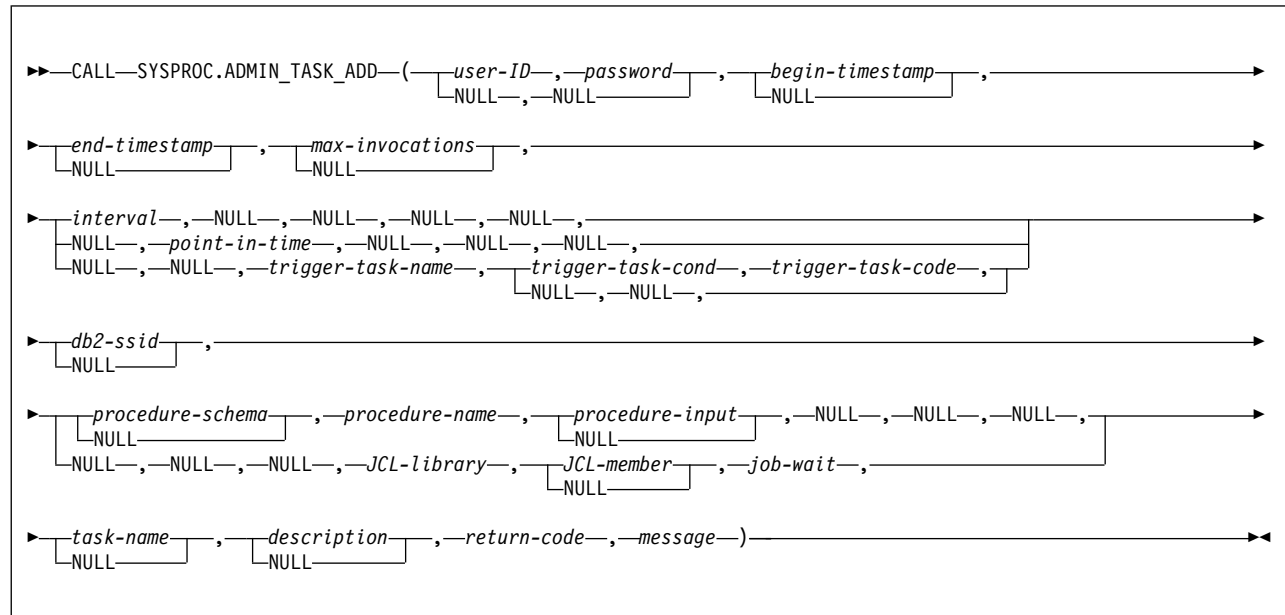 CALL SYSPROC.ADMIN_TASK_ADD ( user-ID , password , begin-timestamp ,
NULL , NULL NULL
end-timestamp , max-invocations ,
NULL NULL
interval , NULL , NULL , NULL , NULL ,
NULL , point-in-time , NULL , NULL , NULL ,
NULL , NULL , trigger-task-name , trigger-task-cond , trigger-task-code ,
NULL , NULL ,
db2-ssid ,
NULL
procedure-schema , procedure-name , procedure-input , NULL , NULL , NULL ,
NULL NULL
NULL , NULL , NULL , JCL-library , JCL-member , job-wait ,
NULL
task-name , description , return-code , message )
NULL NULL